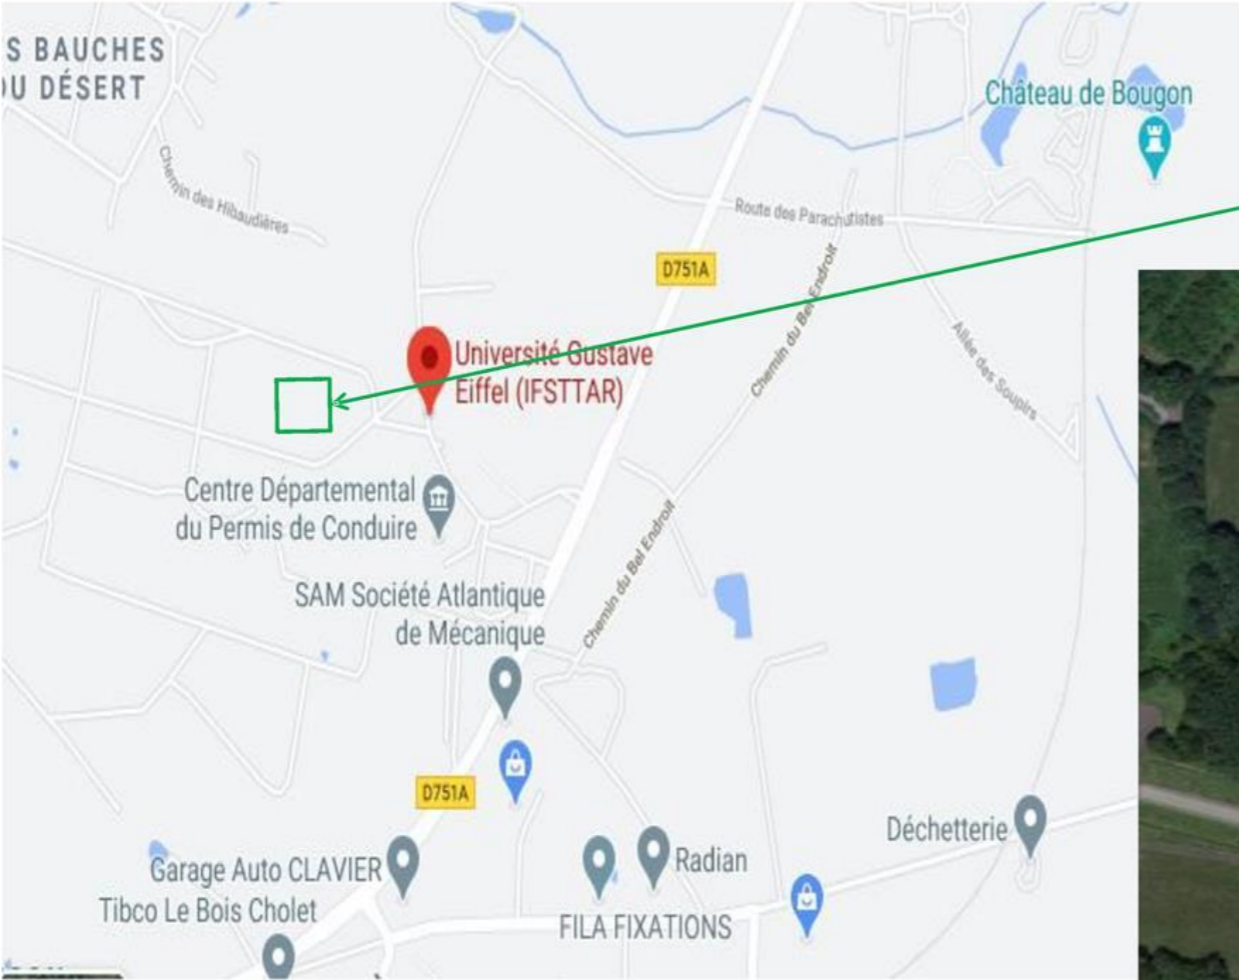 S BAUCHES
DU DÉSERT
Château de Bougon
Chemin des Hibaudières
Route des Parachutistes
D751A
Chemin du Bel Endroit
Allée des Soupirs
Université Gustave
Eiffel (IFSTTAR)
Centre Départemental
du Permis de Conduire
Chemin du Bel Endroit
SAM Société Atlantique
de Mécanique
D751A
Déchetterie
Garage Auto CLAVIER
Radian
Tibco Le Bois Cholet
FILA FIXATIONS